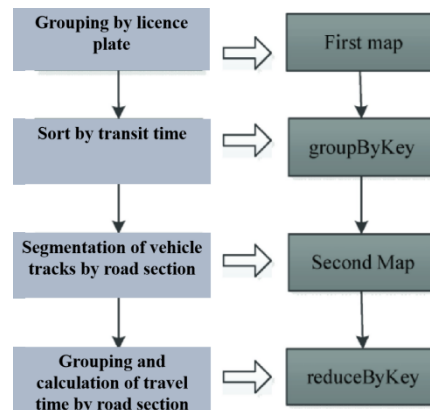 Grouping by licence
plate
First map
Sort by transit time
groupByKey
Segmentation of vehicle
tracks by road section
Second Map
Grouping and
calculation of travel
time by road section
reduceByKey